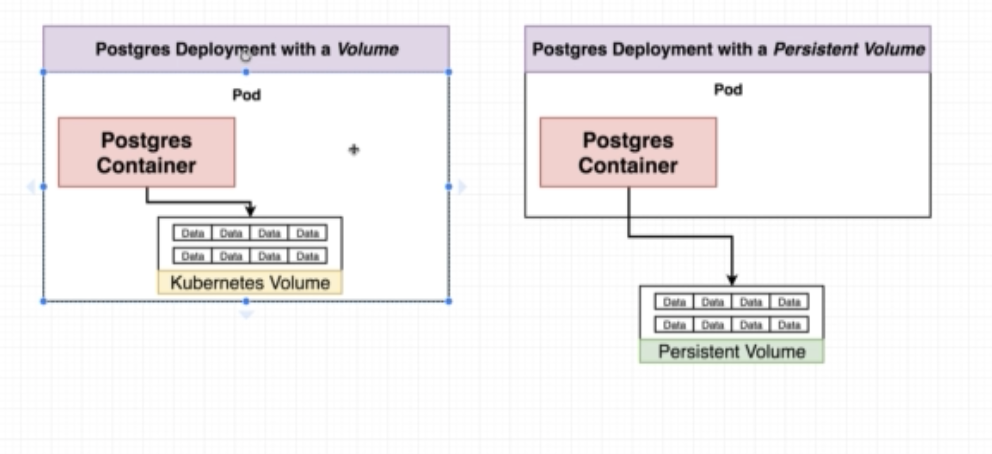 Postgres Deployment with a Volume
Pod
Postgres
Container
Data Data Data Data
Data Data Data Data
Kubernetes Volume
Postgres Deployment with a Persistent Volume
Pod
Postgres
Container
Data Data Data Data
Data Data Data Data
Persistent Volume